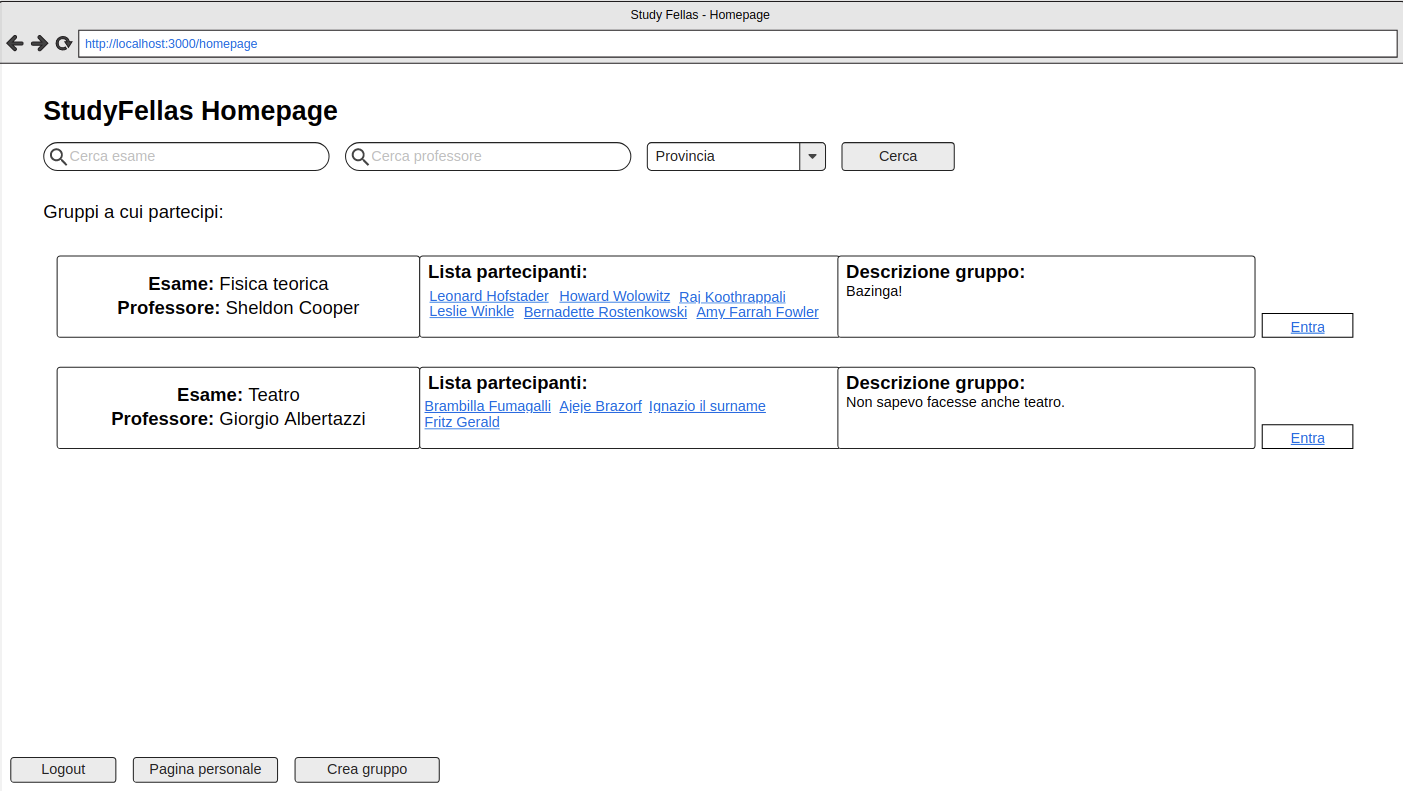 Study Fellas - Homepage
http://localhost:3000/homepage
StudyFellas Homepage
Cerca esame
Cerca professore
Provincia
Cerca
Gruppi a cui partecipi:
Esame: Fisica teorica
Professore: Sheldon Cooper
Lista partecipanti:
Leonard Hofstader Howard Wolowitz Raj Koothrappali
Leslie Winkle Bernadette Rostenkowski Amy Farrah Fowler
Descrizione gruppo:
Bazinga!
Entra
Esame: Teatro
Professore: Giorgio Albertazzi
Lista partecipanti:
Brambilla Fumagalli Ajeje Brazorf Ignazio il surname
Fritz Gerald
Descrizione gruppo:
Non sapevo facesse anche teatro.
Entra
Logout
Pagina personale
Crea gruppo